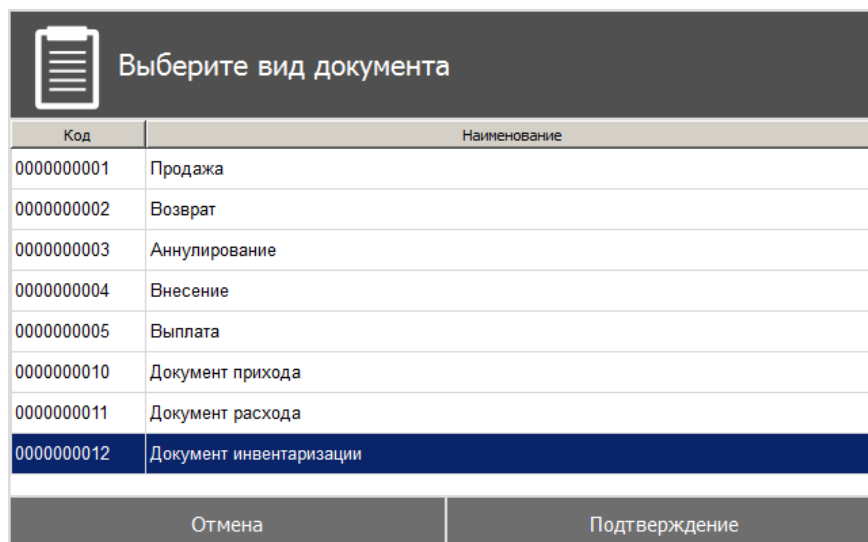 Выберите вид документа
Код Наименование
0000000001 Продажа
0000000002 Возврат
0000000003 Аннулирование
0000000004 Внесение
0000000005 Выплата
0000000010 Документ прихода
0000000011 Документ расхода
0000000012 Документ инвентаризации
Отмена Подтверждение